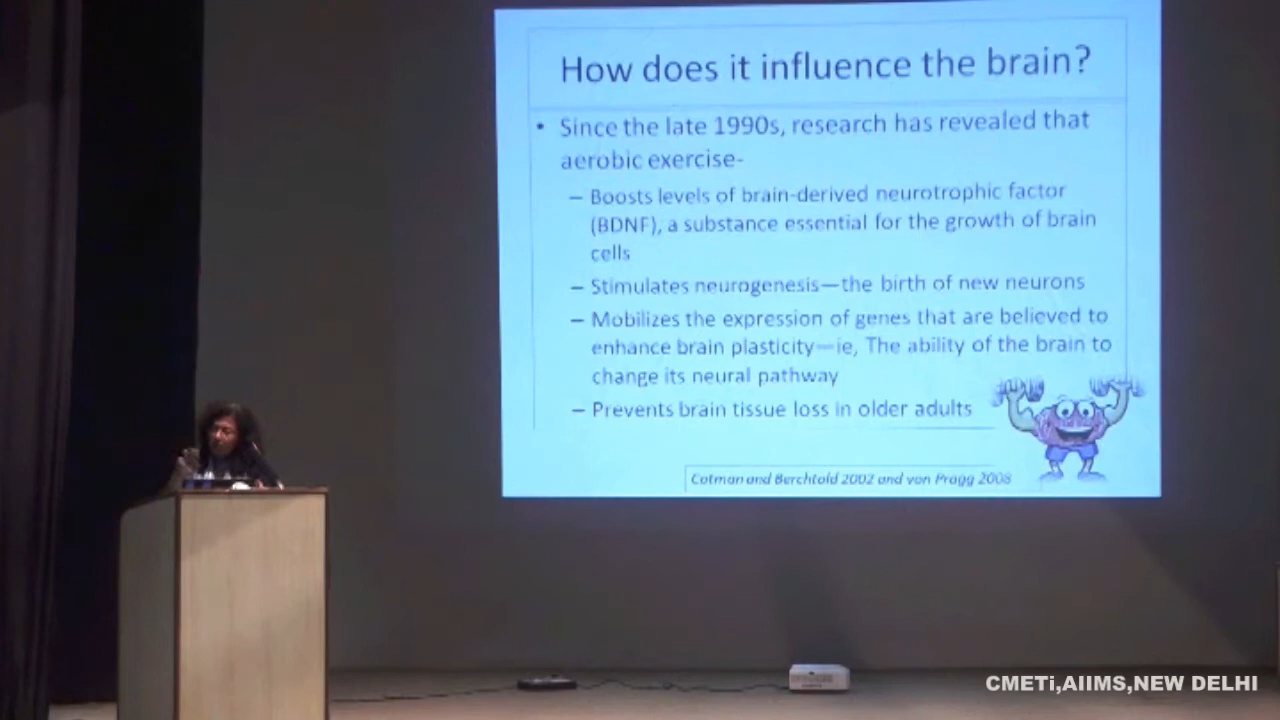 How does it influence the brain?
• Since the late 1990s, research has revealed that
aerobic exercise-
– Boosts levels of brain-derived neurotrophic factor
(BDNF), a substance essential for the growth of brain
cells
– Stimulates neurogenesis—the birth of new neurons
– Mobilizes the expression of genes that are believed to
enhance brain plasticity—ie, The ability of the brain to
change its neural pathway
– Prevents brain tissue loss in older adults
Cotman and Berchtold 2002 and von Pragg 2008
CMETi,AIIMS,NEW DELHI